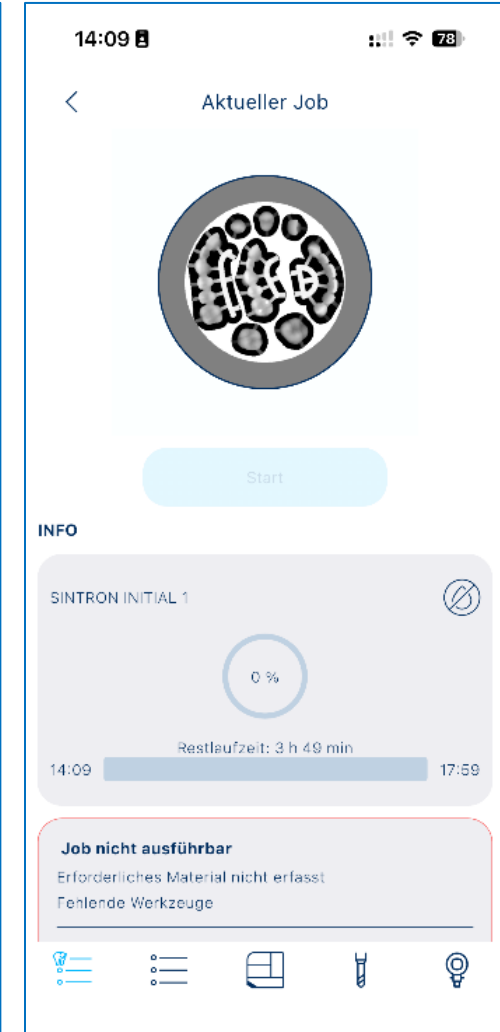 14:09 78
Aktueller Job
Start
INFO
SINTRON INITIAL 1
0 %
Restlaufzeit: 3 h 49 min
14:09 17:59
Job nicht ausführbar
Erforderliches Material nicht erfasst
Fehlende Werkzeuge